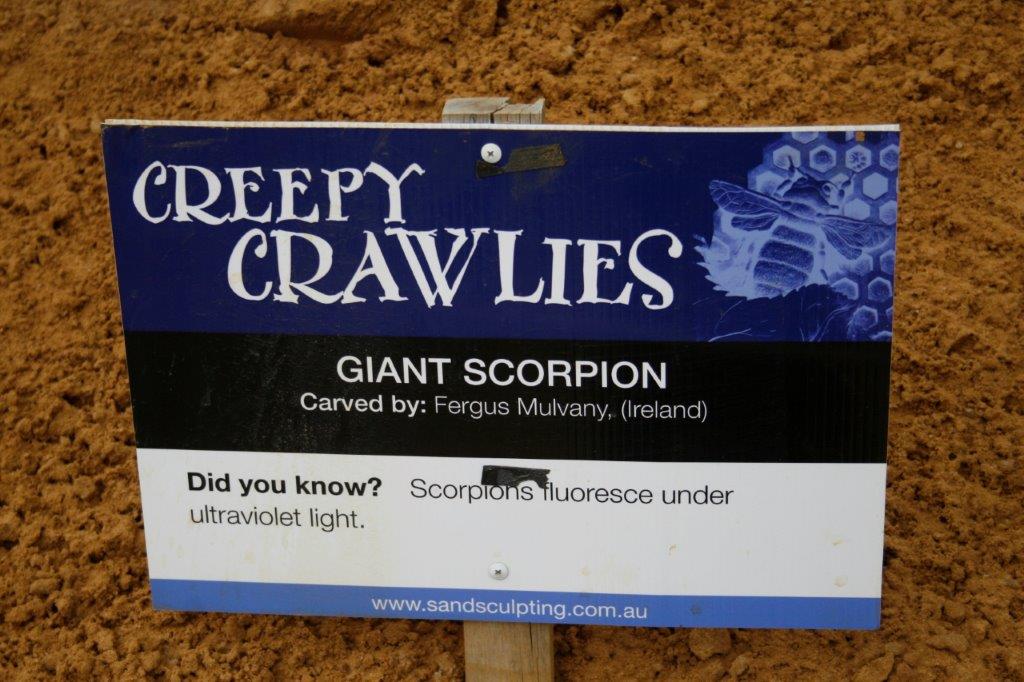 CREEPY
CRAWLIES
GIANT SCORPION
Carved by: Fergus Mulvany, (Ireland)
Did you know? Scorpions fluoresce under
ultraviolet light.
www.sandsculpting.com.au